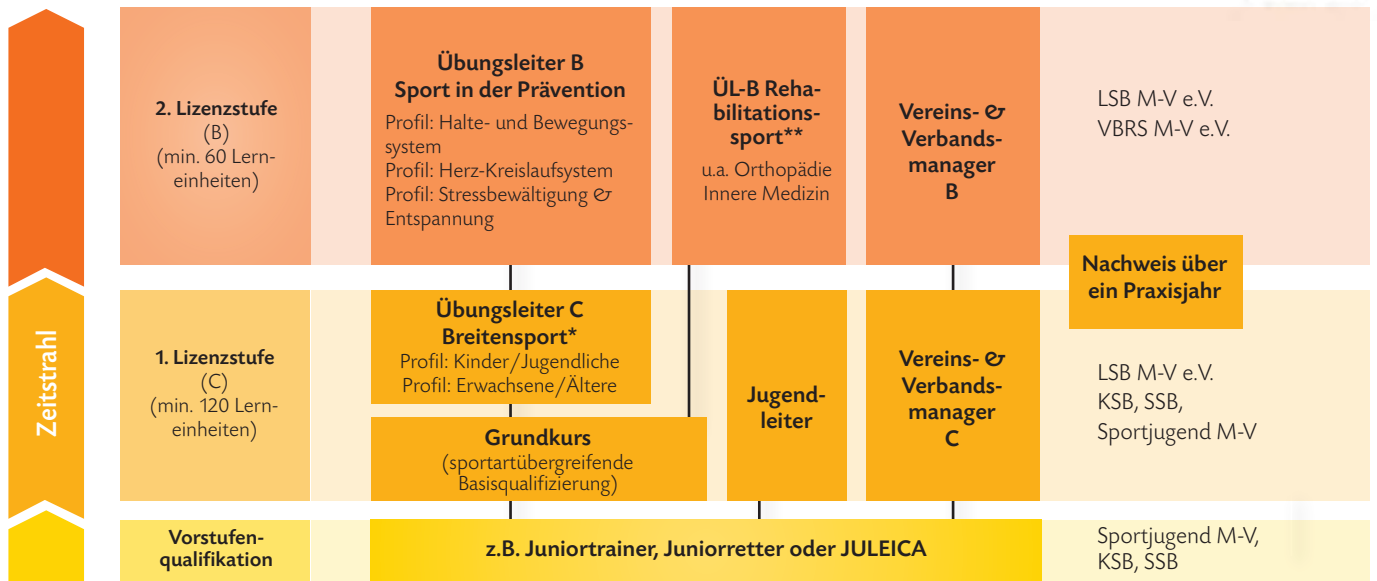 Zeitstrahl
2. Lizenzstufe
(B)
(min. 60 Lern-
einheiten)
Übungsleiter B
Sport in der Prävention
Profil: Halte- und Bewegungs-
system
Profil: Herz-Kreislaufsystem
Profil: Stressbewältigung &
Entspannung
ÜL-B Reha-
bilitations-
sport**
u.a. Orthopädie
Innere Medizin
Vereins- &
Verbands-
manager
B
LSB M-V e.V.
VBRS M-V e.V.
Nachweis über
ein Praxisjahr
1. Lizenzstufe
(C)
(min. 120 Lern-
einheiten)
Übungsleiter C
Breitensport*
Profil: Kinder/Jugendliche
Profil: Erwachsene/Ältere
Grundkurs
(sportartübergreifende
Basisqualifizierung)
Jugend-
leiter
Vereins- &
Verbands-
manager
C
LSB M-V e.V.
KSB, SSB,
Sportjugend M-V
Vorstufen-
qualifikation
z.B. Juniortrainer, Juniorretter oder JULEICA
Sportjugend M-V,
KSB, SSB